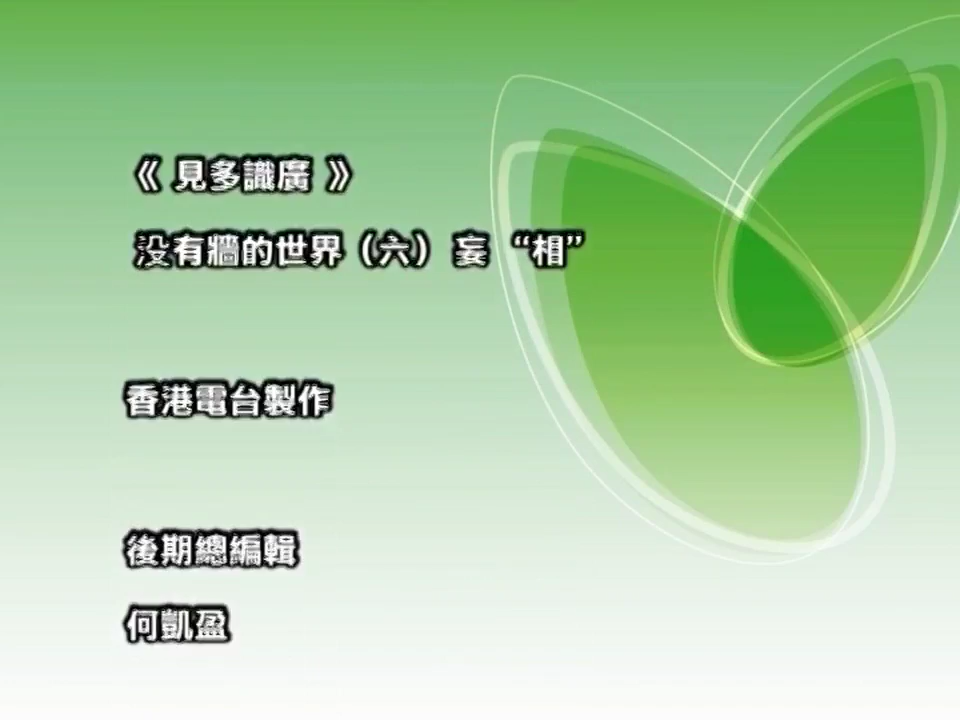 《 見多識廣 》
没有牆的世界（六） 妄 “相”
香港電台製作
後期總編輯
何凱盈